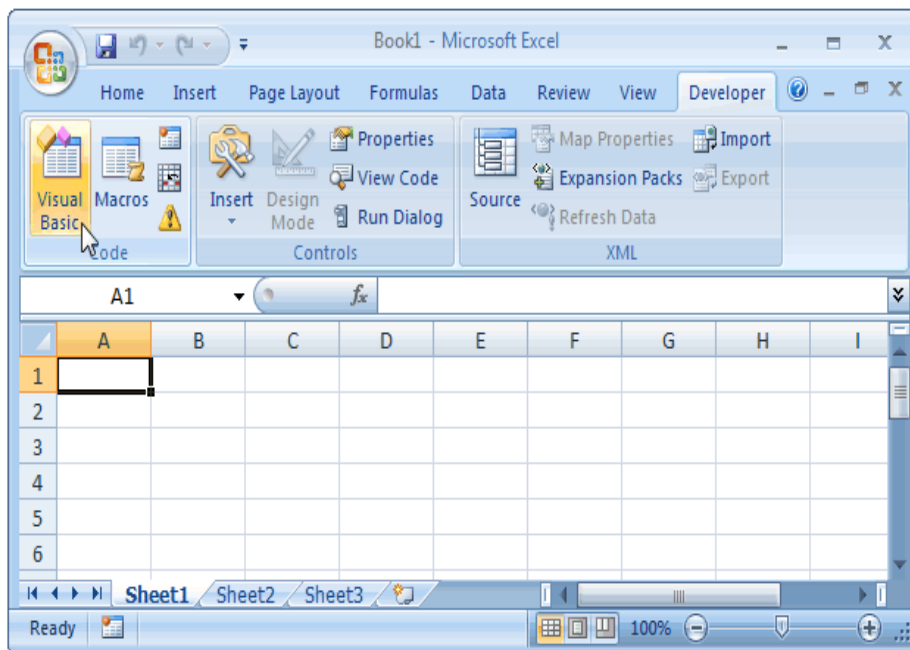 Book1 - Microsoft Excel
Home Insert Page Layout Formulas Data Review View Developer
Visual Basic
Macros
Insert
Design Mode
Properties
View Code
Run Dialog
Source
Map Properties
Expansion Packs
Refresh Data
Import
Export
Code Controls XML
A1 fx
A B C D E F G H I
1
2
3
4
5
6
Sheet1 Sheet2 Sheet3
Ready 100%